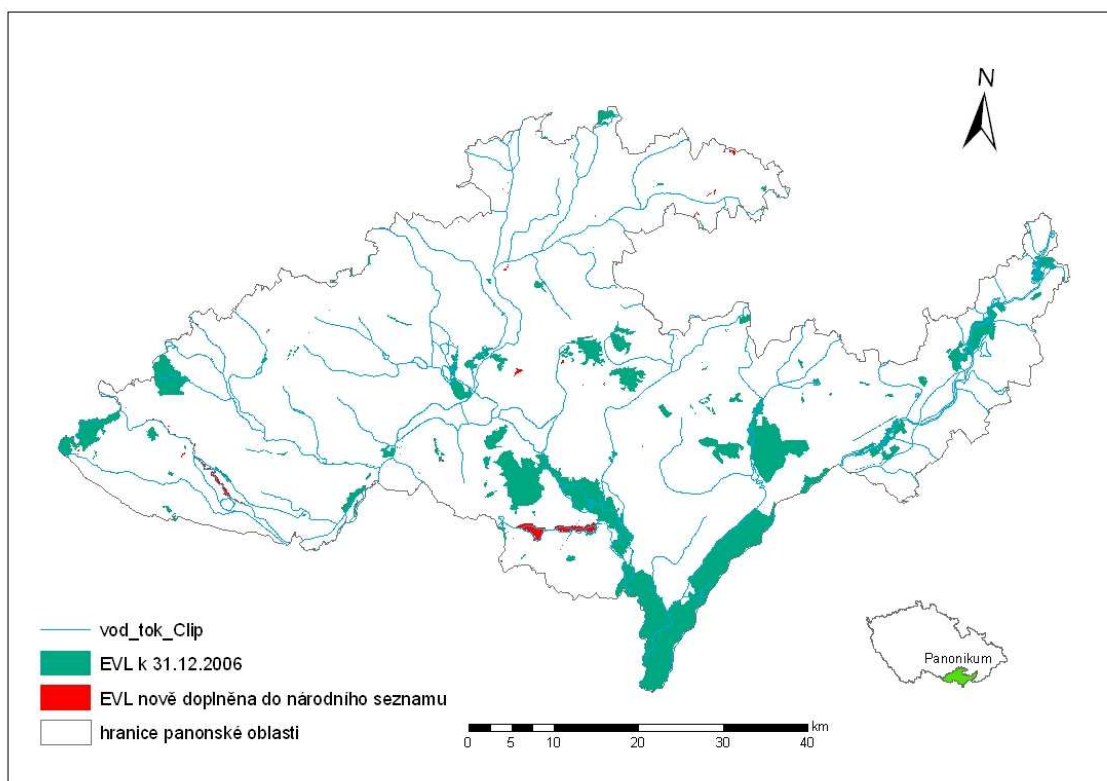 N
vod_tok_Clip
EVL k 31.12.2006
EVL nově doplněna do národního seznamu
hranice panonské oblasti
Panonikum
km
0 5 10 20 30 40